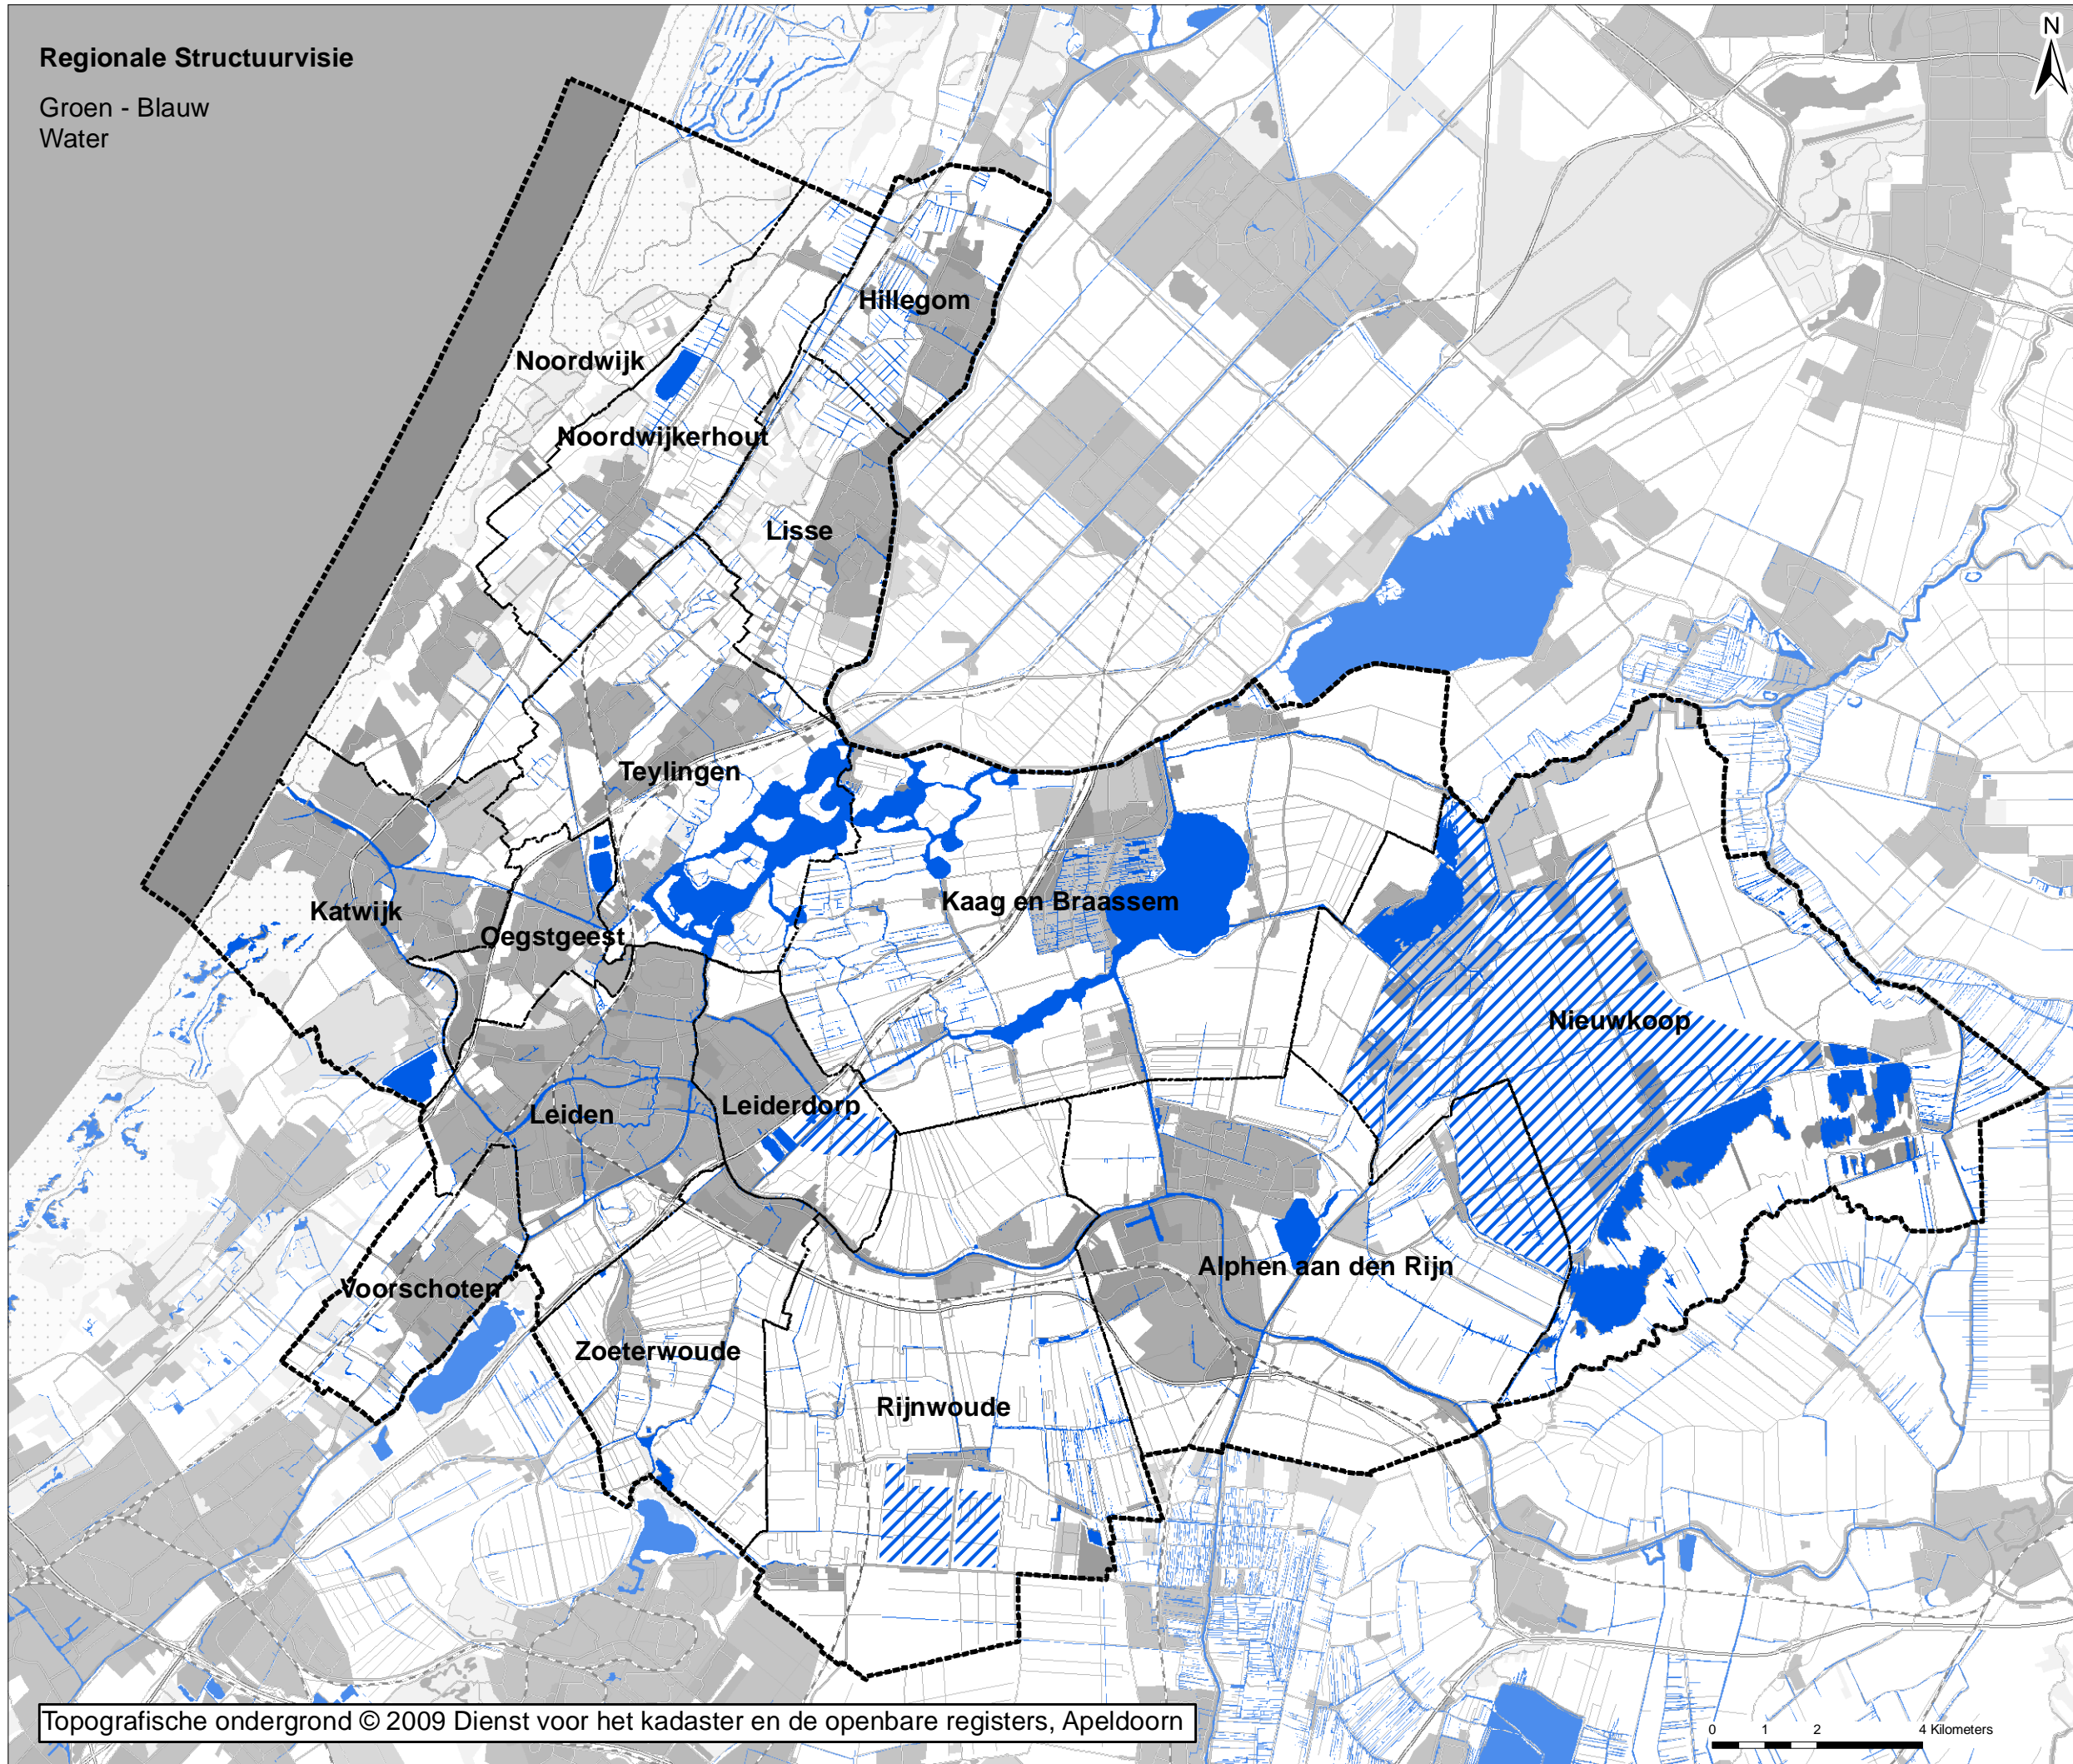 Regionale Structuurvisie
Groen - Blauw
Water
N
Hillegom
Noordwijk
Noordwijkerhout
Lisse
Teylingen
Kaag en Braassem
Katwijk
Oegstgeest
Nieuwkoop
Leiderdorp
Leiden
Alphen aan den Rijn
Voorschoten
Zoeterwoude
Rijnwoude
Topografische ondergrond © 2009 Dienst voor het kadaster en de openbare registers, Apeldoorn
0 1 2 4 Kilometers